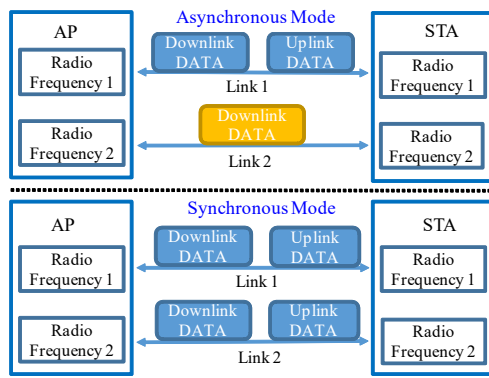 Asynchronous Mode
AP
STA
Downlink
DATA
Uplink
DATA
Radio
Frequency 1
Radio
Frequency 1
Link 1
Downlink
DATA
Radio
Frequency 2
Radio
Frequency 2
Link 2
Synchronous Mode
AP
STA
Downlink
DATA
Uplink
DATA
Radio
Frequency 1
Radio
Frequency 1
Link 1
Downlink
DATA
Uplink
DATA
Radio
Frequency 2
Radio
Frequency 2
Link 2